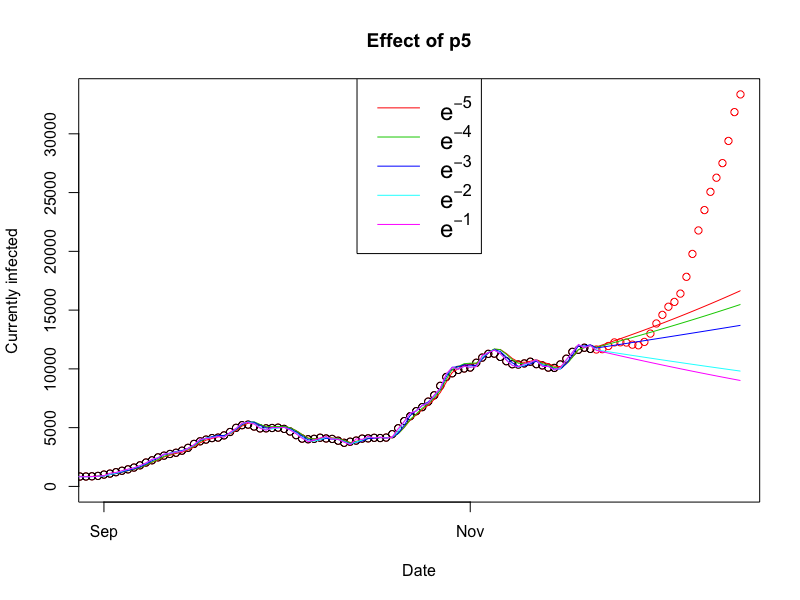 Effect of p5
e−5
e−4
e−3
e−2
e−1
Currently infected
0
5000
10000
15000
20000
25000
30000
Sep
Nov
Date